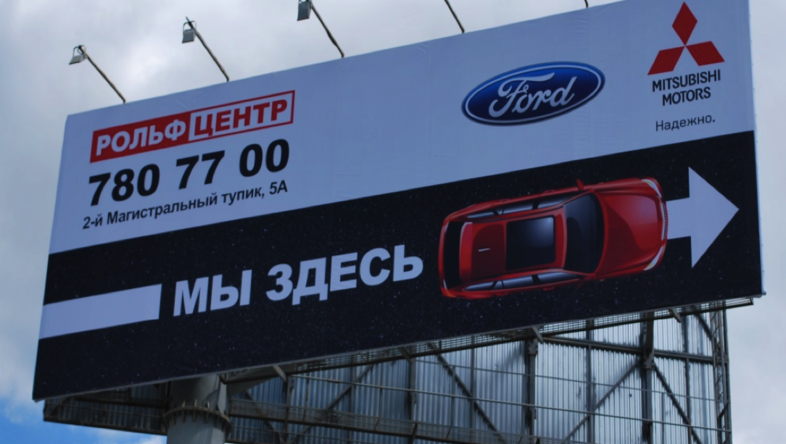 РОЛЬФ ЦЕНТР
780 77 00
2-й Магистральный тупик, 5А
Ford
MITSUBISHI
MOTORS
Надежно.
МЫ ЗДЕСЬ